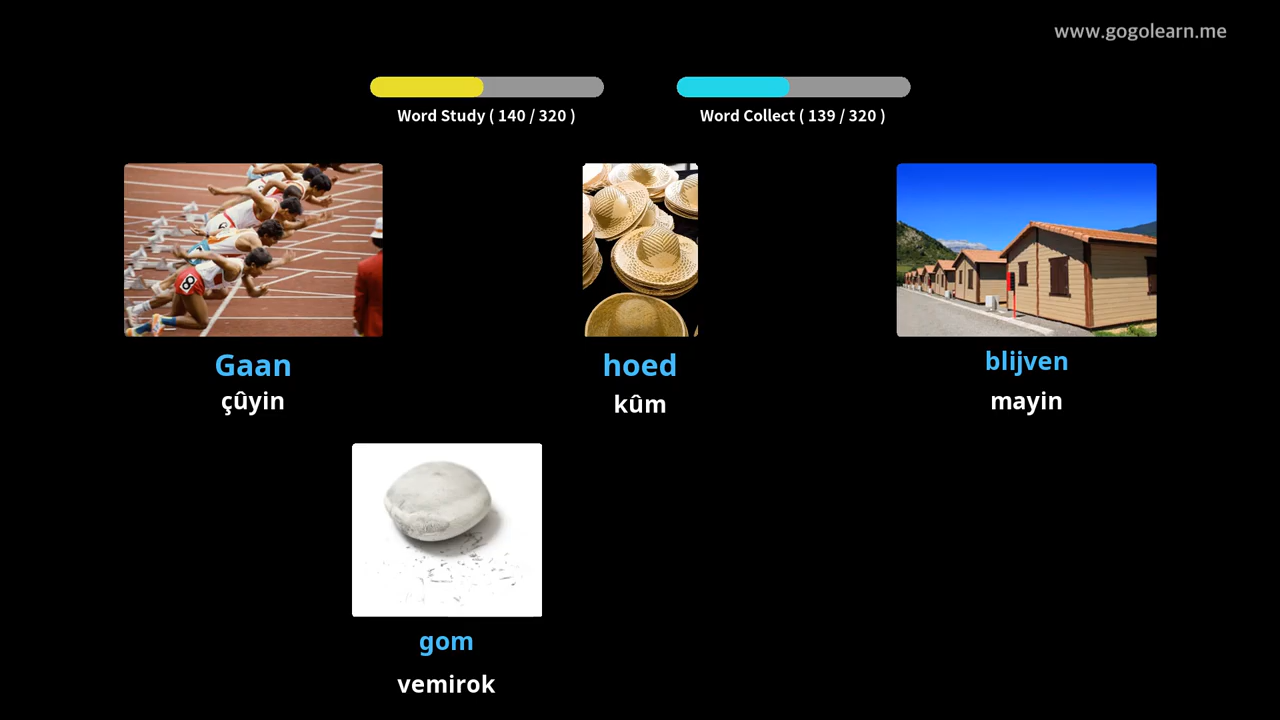 www.gogolearn.me
Word Study ( 140 / 320 )
Word Collect ( 139 / 320 )
Gaan
çûyin
hoed
kûm
blijven
mayin
8
gom
vemirok